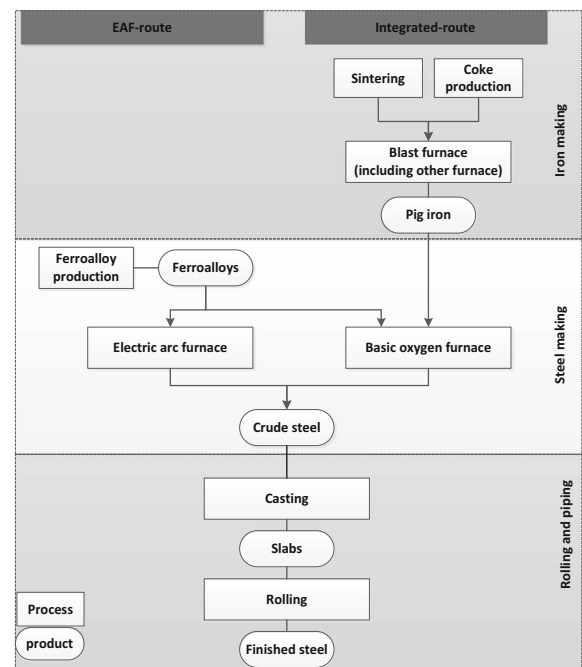 EAF-route
Integrated-route
Sintering
Coke
production
Blast furnace
(including other furnace)
Pig iron
Iron making
Ferroalloy
production
Ferroalloys
Electric arc furnace
Basic oxygen furnace
Crude steel
Steel making
Casting
Slabs
Rolling
Finished steel
Rolling and piping
Process
product